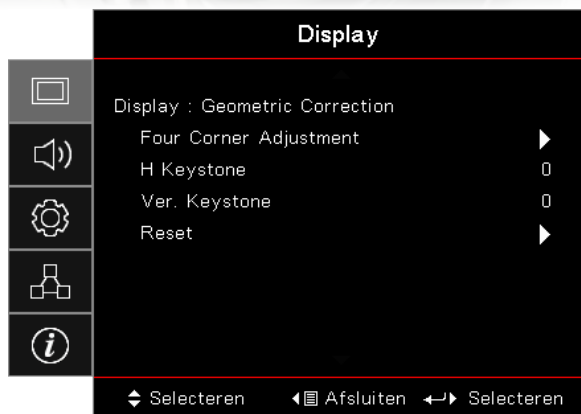 Display
Display : Geometric Correction
Four Corner Adjustment
H Keystone 0
Ver. Keystone 0
Reset
Selecteren Afsluiten Selecteren